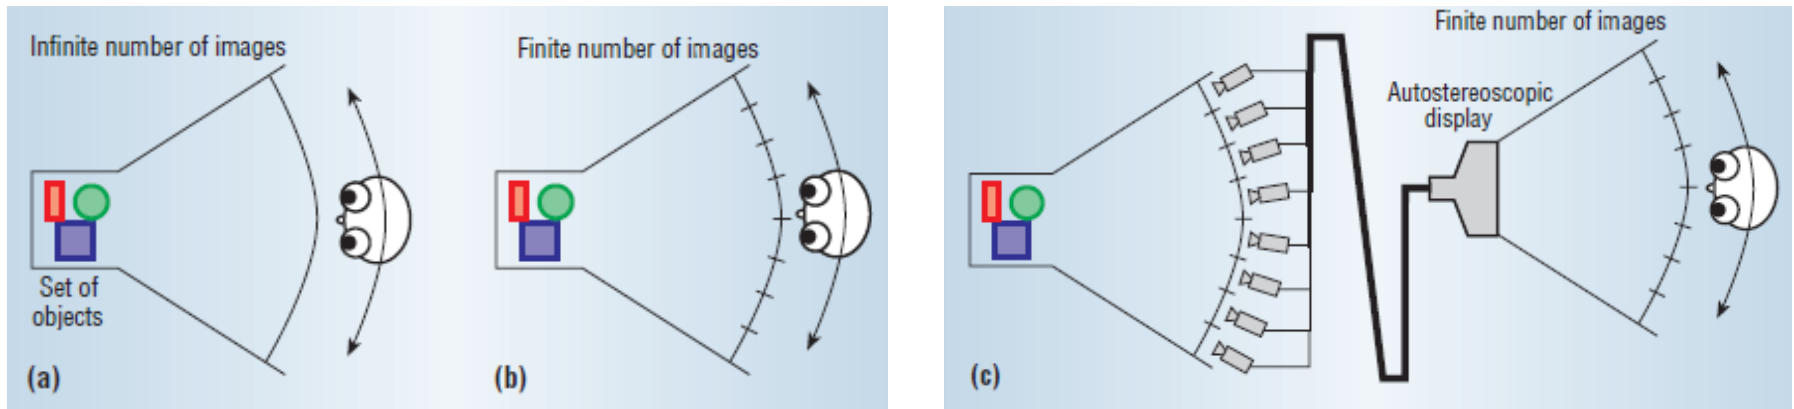 Infinite number of images
Set of
objects
(a)
Finite number of images
(b)
Finite number of images
Autostereoscopic
display
(c)